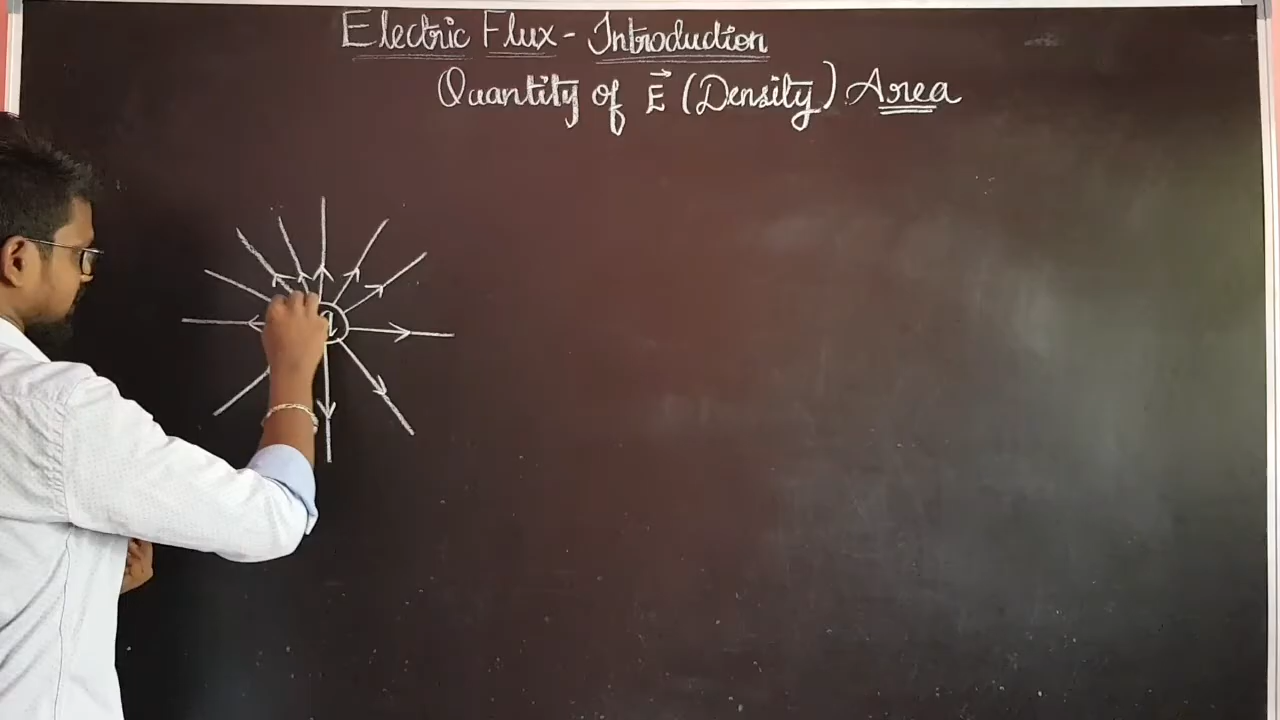 Electric Flux - Introduction
Quantity of E⃗ (Density) Area